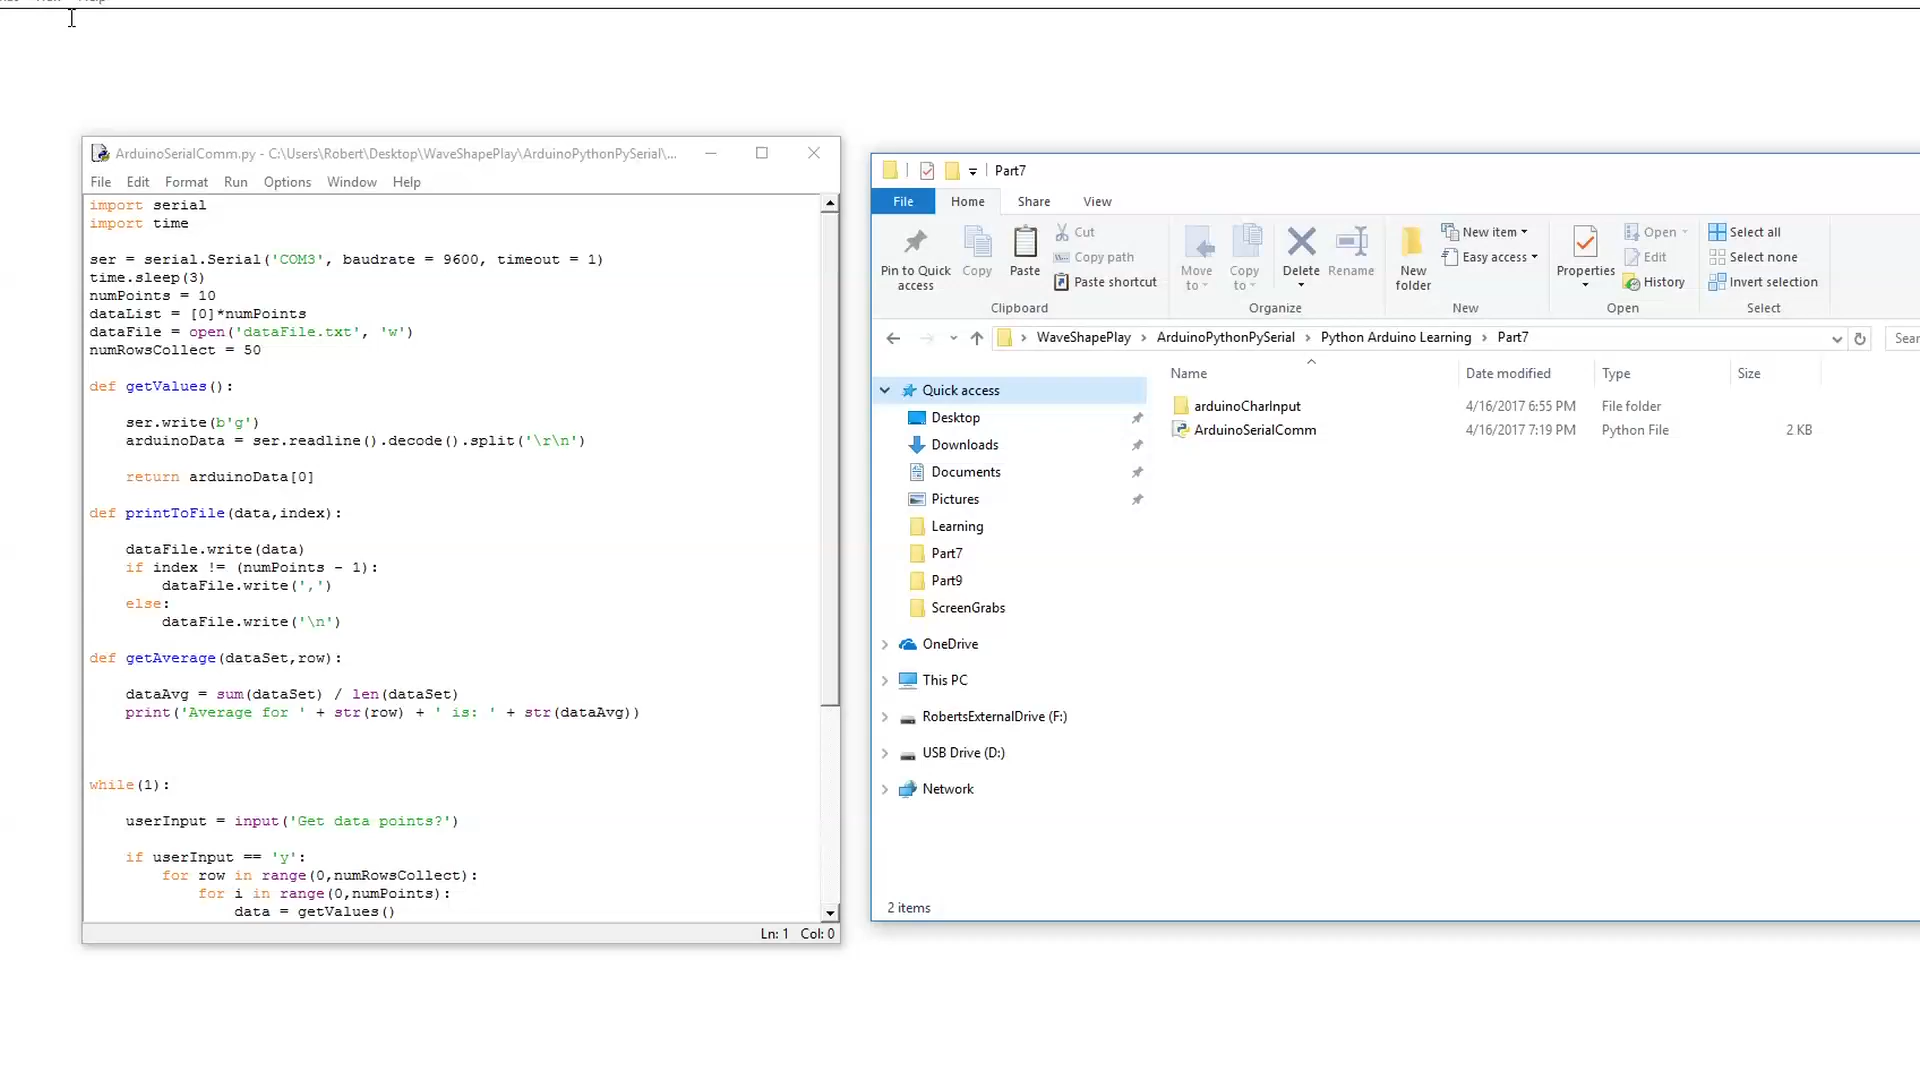 Help
ArduinoSerialComm.py - C:\Users\Robert\Desktop\WaveShapePlay\ArduinoPythonPySerial\...
File Edit Format Run Options Window Help
import serial
import time
ser = serial.Serial('COM3', baudrate = 9600, timeout = 1)
time.sleep(3)
numPoints = 10
dataList = [0]*numPoints
dataFile = open('dataFile.txt', 'w')
numRowsCollect = 50
def getValues():
ser.write(b'g')
arduinoData = ser.readline().decode().split('\r\n')
return arduinoData[0]
def printToFile(data,index):
dataFile.write(data)
if index != (numPoints - 1):
dataFile.write(',')
else:
dataFile.write('\n')
def getAverage(dataSet,row):
dataAvg = sum(dataSet) / len(dataSet)
print('Average for ' + str(row) + ' is: ' + str(dataAvg))
while(1):
userInput = input('Get data points?')
if userInput == 'y':
for row in range(0,numRowsCollect):
for i in range(0,numPoints):
data = getValues()
Ln: 1 Col: 0
Part7
File Home Share View
Pin to Quick access
Copy
Paste
Cut
Copy path
Paste shortcut
Clipboard
Move to
Copy to
Delete
Rename
Organize
New folder
New item
Easy access
New
Properties
Open
Edit
History
Open
Select all
Select none
Invert selection
Select
WaveShapePlay > ArduinoPythonPySerial > Python Arduino Learning > Part7
Quick access
Desktop
Downloads
Documents
Pictures
Learning
Part7
Part9
ScreenGrabs
OneDrive
This PC
RobertsExternalDrive (F:)
USB Drive (D:)
Network
Name Date modified Type Size
arduinoCharInput 4/16/2017 6:55 PM File folder
ArduinoSerialComm 4/16/2017 7:19 PM Python File 2 KB
2 items